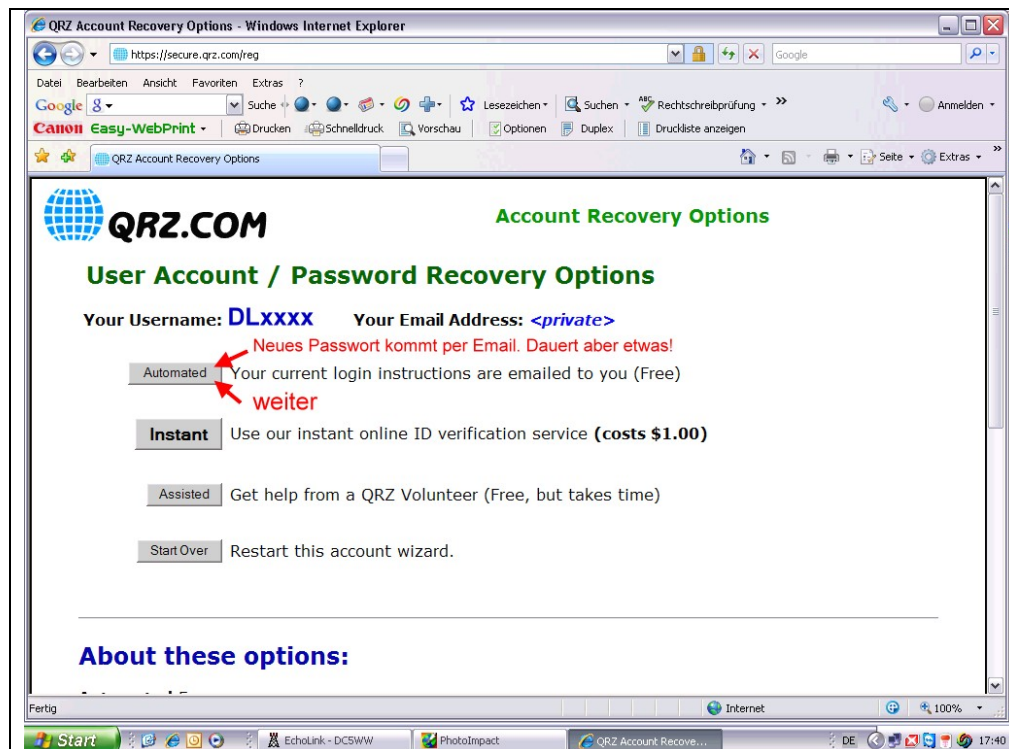 QRZ Account Recovery Options - Windows Internet Explorer
https://secure.qrz.com/reg
Google
Datei Bearbeiten Ansicht Favoriten Extras ?
Google Suche Lesezeichen Suchen ABC Rechtschreibprüfung » Anmelden
Canon Easy-WebPrint Drucken Schnelldruck Vorschau Optionen Duplex Druckliste anzeigen
QRZ Account Recovery Options Seite Extras »
QRZ.COM Account Recovery Options
User Account / Password Recovery Options
Your Username: DLxxxx Your Email Address: <private>
Neues Passwort kommt per Email. Dauert aber etwas!
Automated Your current login instructions are emailed to you (Free)
weiter
Instant Use our instant online ID verification service (costs $1.00)
Assisted Get help from a QRZ Volunteer (Free, but takes time)
Start Over Restart this account wizard.
About these options:
Fertig Internet 100%
Start EchoLink - DC5WW PhotoImpact QRZ Account Recove... DE 17:40